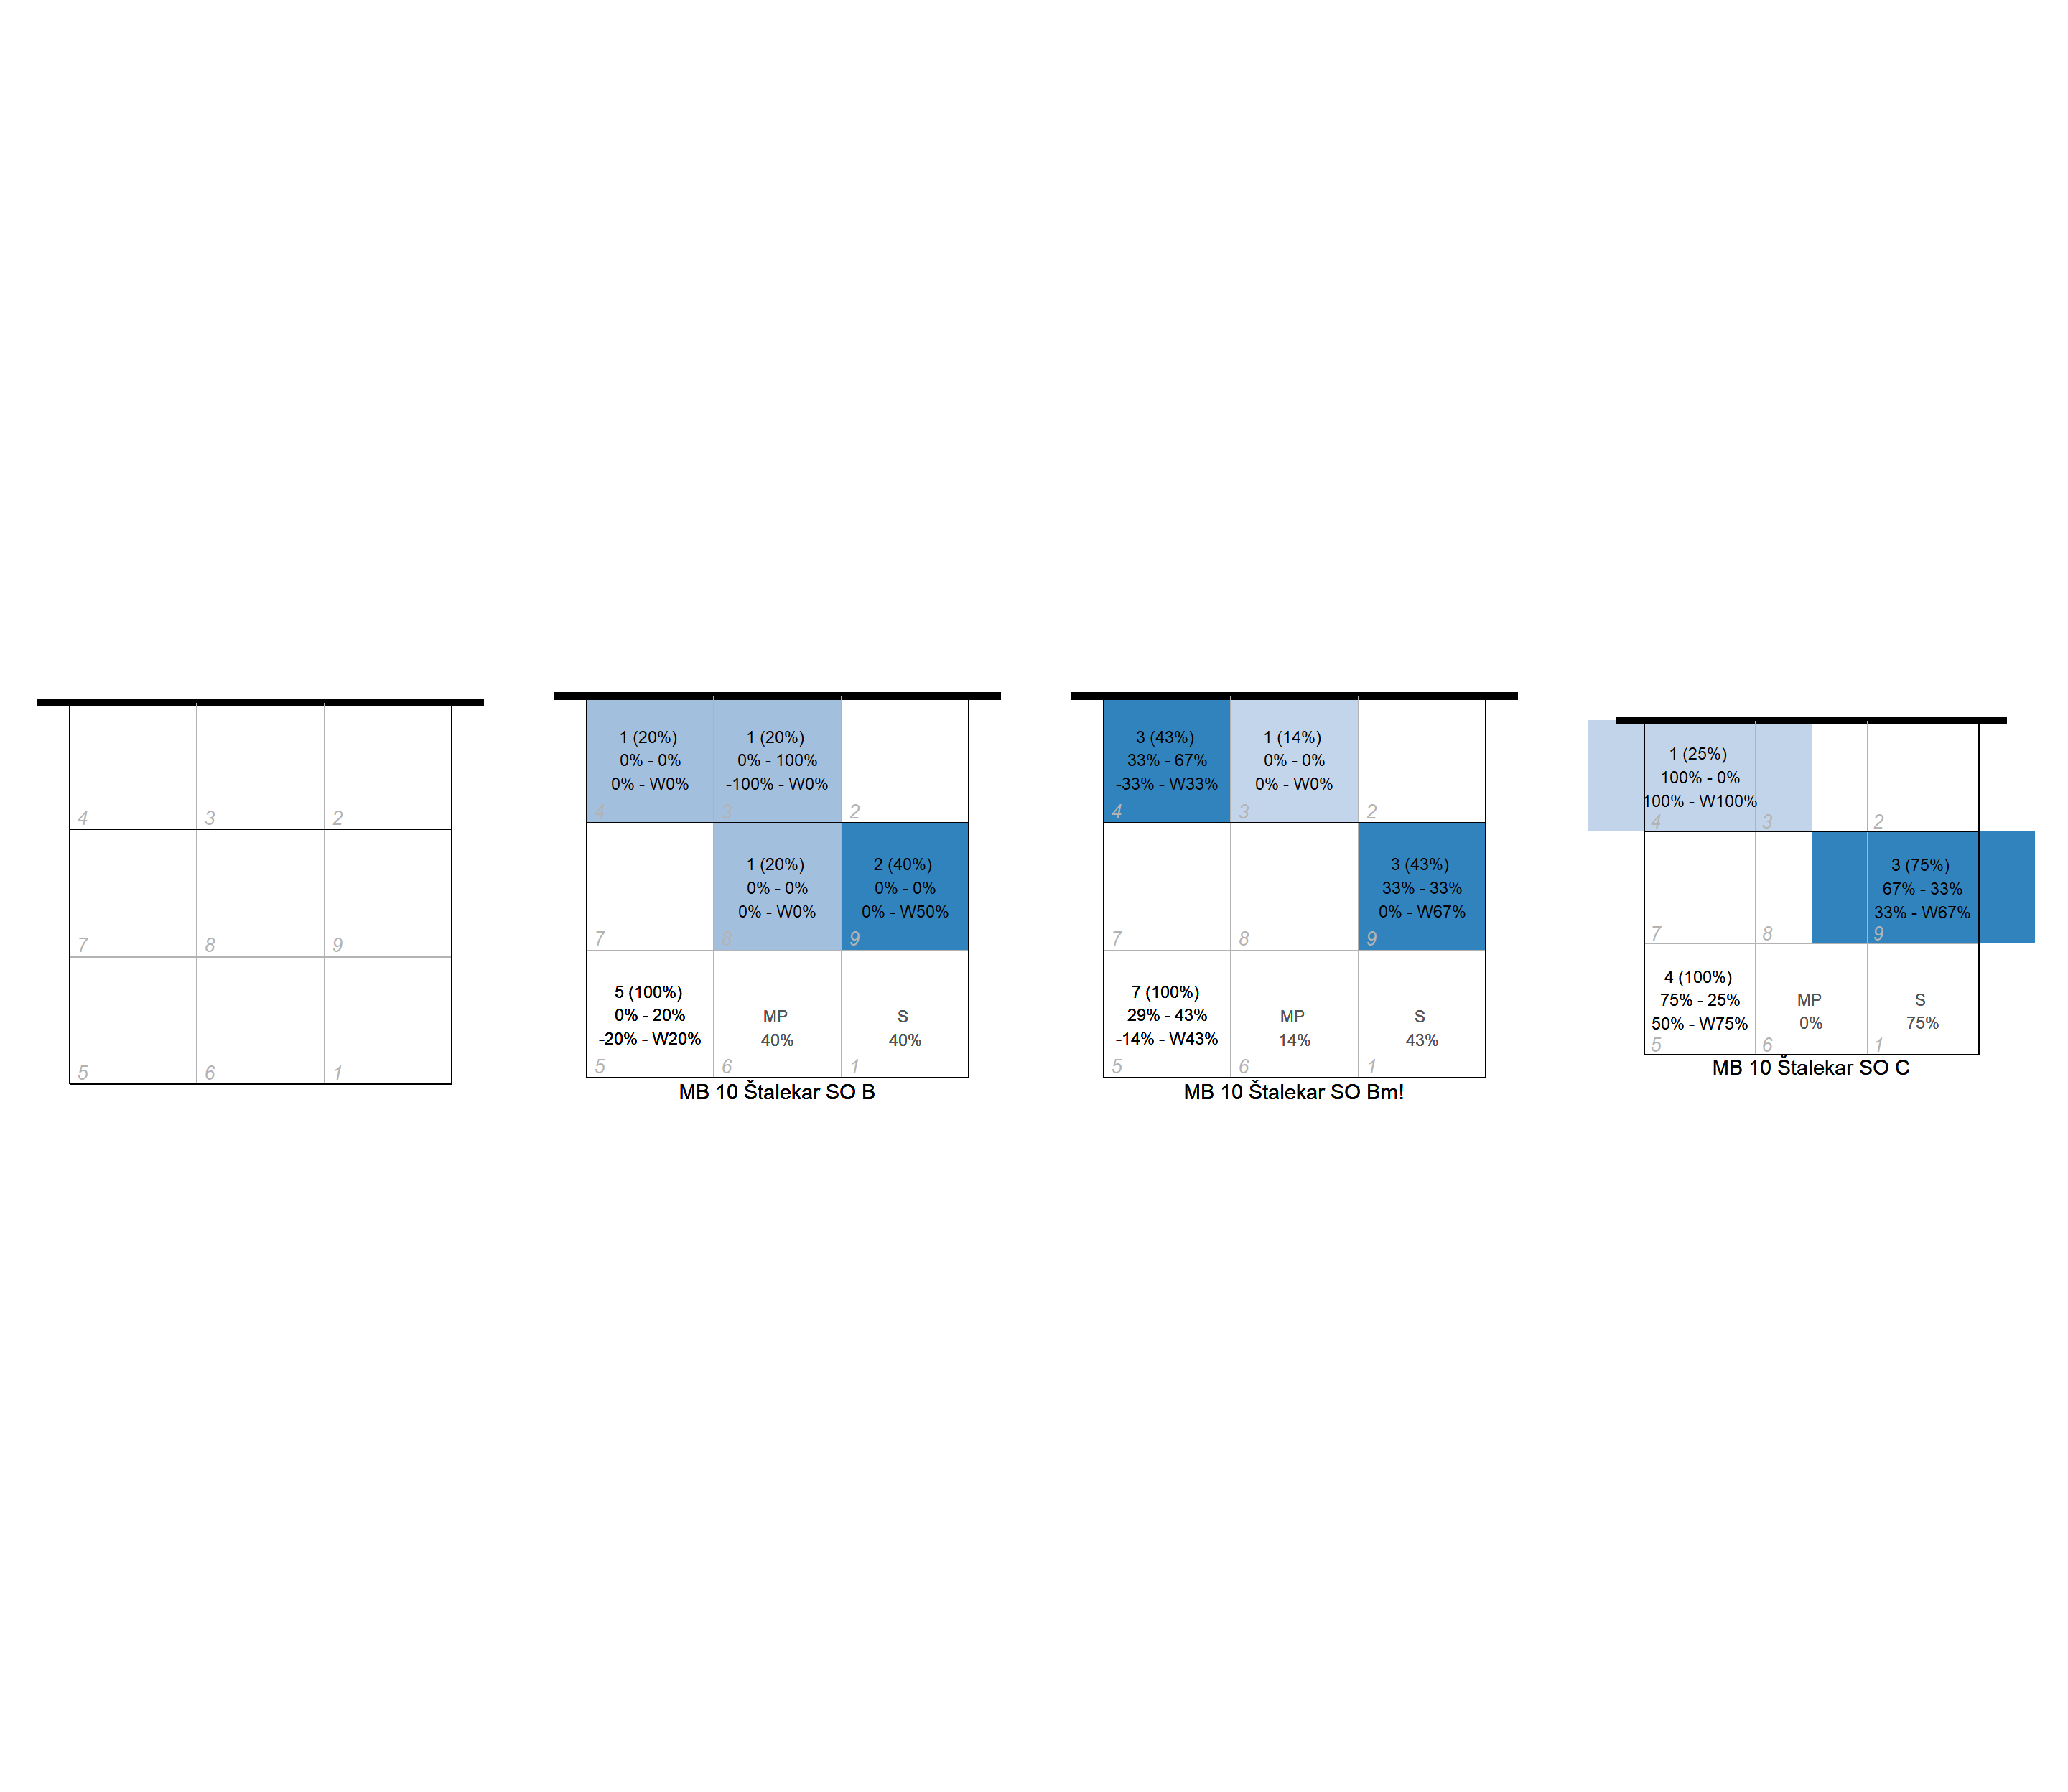 4 3 2
7 8 9
5 6 1
1 (20%)
0% - 0%
0% - W0%
4
1 (20%)
0% - 100%
-100% - W0%
3
2
7
1 (20%)
0% - 0%
0% - W0%
8
2 (40%)
0% - 0%
0% - W50%
9
5 (100%)
0% - 20%
-20% - W20%
5
MP
40%
6
S
40%
1
MB 10 Štalekar SO B
3 (43%)
33% - 67%
-33% - W33%
4
1 (14%)
0% - 0%
0% - W0%
3
2
7
8
3 (43%)
33% - 33%
0% - W67%
9
7 (100%)
29% - 43%
-14% - W43%
5
MP
14%
6
S
43%
1
MB 10 Štalekar SO Bm!
1 (25%)
100% - 0%
100% - W100%
4
3
2
7
8
3 (75%)
67% - 33%
33% - W67%
9
4 (100%)
75% - 25%
50% - W75%
5
MP
0%
6
S
75%
1
MB 10 Štalekar SO C